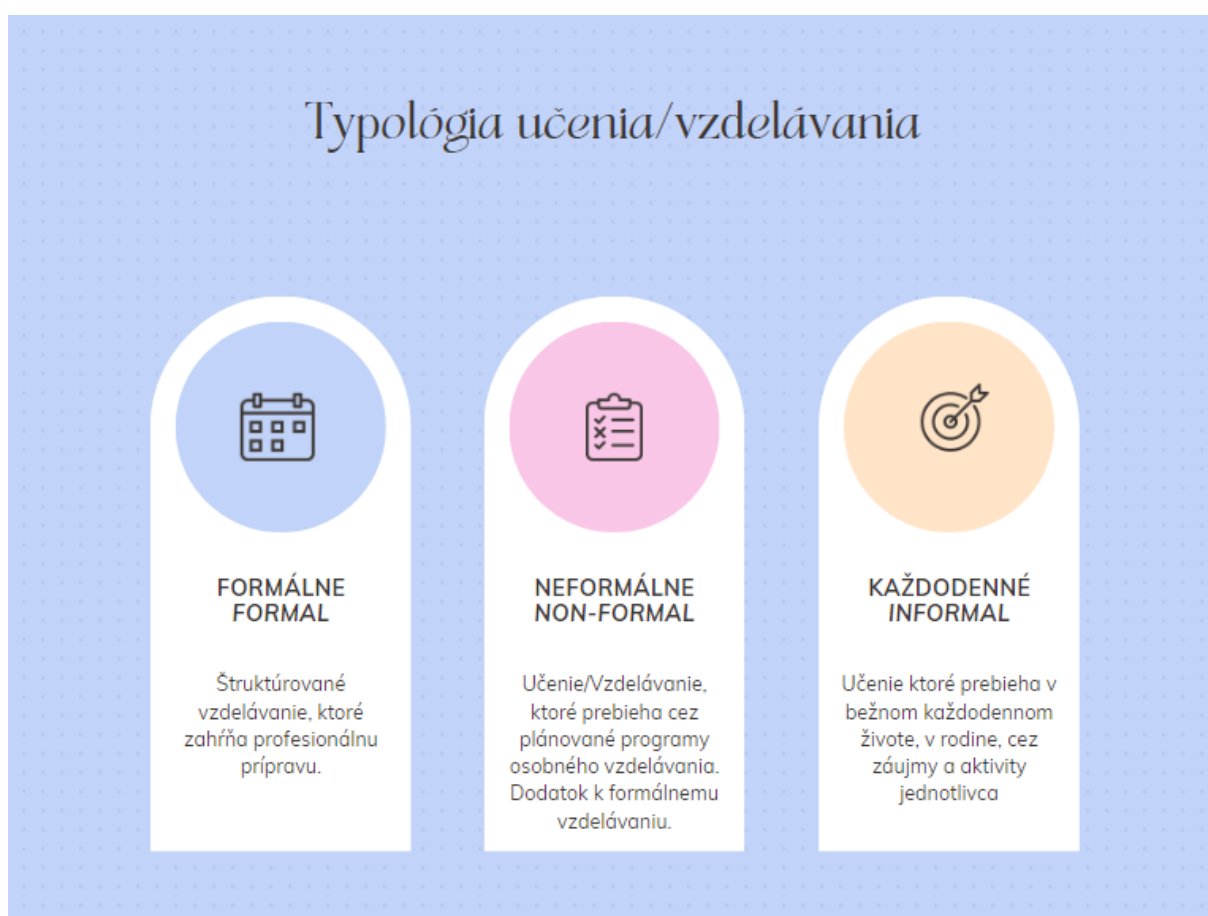 Typológia učenia/vzdelávania
FORMÁLNE
FORMAL
Štruktúrované
vzdelávanie, ktoré
zahŕňa profesionálnu
prípravu.
NEFORMÁLNE
NON-FORMAL
Učenie/Vzdelávanie,
ktoré prebieha cez
plánované programy
osobného vzdelávania.
Dodatok k formálnemu
vzdelávaniu.
KAŽDODENNÉ
INFORMAL
Učenie ktoré prebieha v
bežnom každodennom
živote, v rodine, cez
záujmy a aktivity
jednotlivca